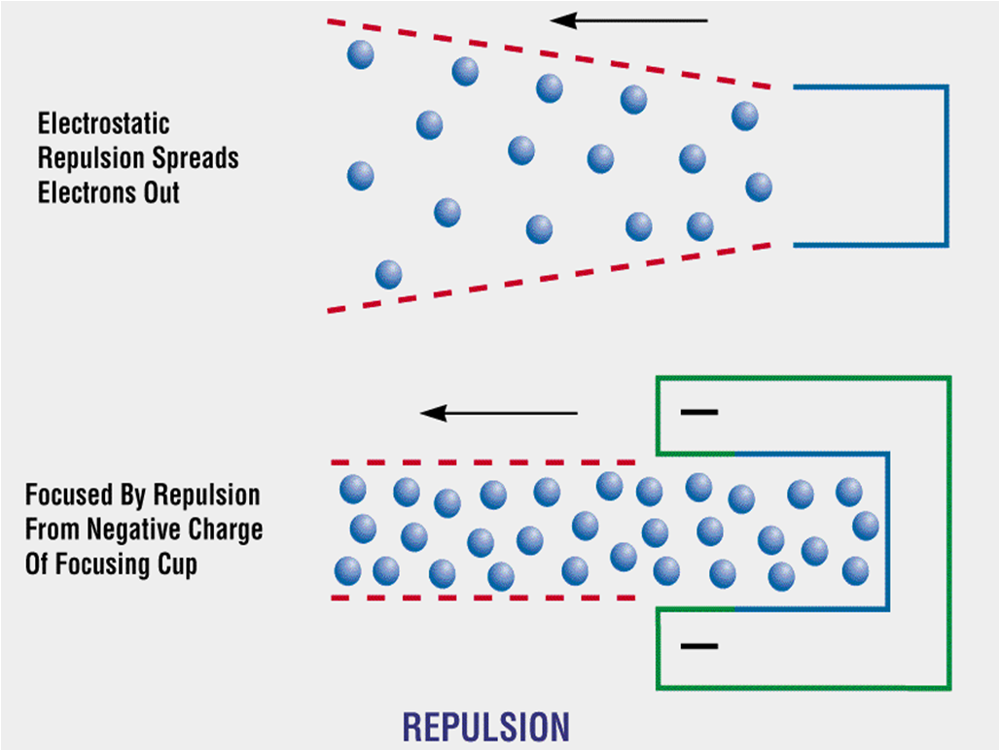 Electrostatic
Repulsion Spreads
Electrons Out
Focused By Repulsion
From Negative Charge
Of Focusing Cup
REPULSION